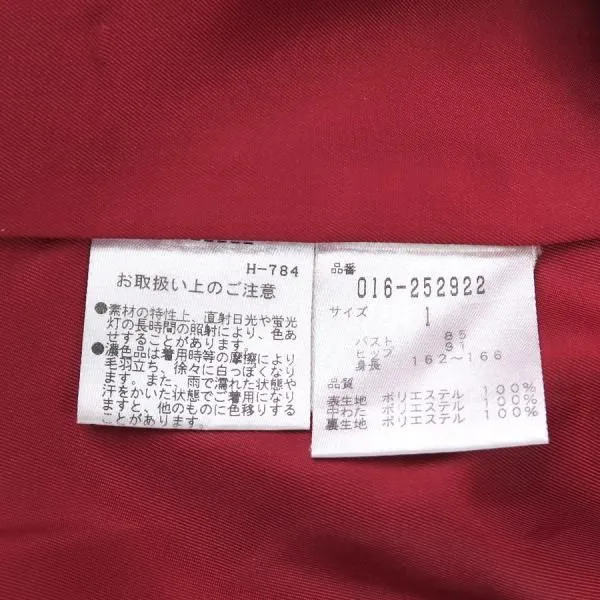 H-784
お取扱い上のご注意
●素材の特性上、直射日光や蛍光
灯の長時間の照射により、色あ
せすることがあります。
●濃色品は着用時等の摩擦により
毛羽立ち、徐々に白っぽくなり
ます。また、雨で濡れた状態や
汗をかいた状態でご着用になり
ますと、他のものに色移りする
ことがあります。
品番
016-252922
サイズ 1
バスト 85
ヒップ 91
身長 162〜166
品質
表生地 ポリエステル 100%
中わた ポリエステル 100%
裏生地 ポリエステル 100%